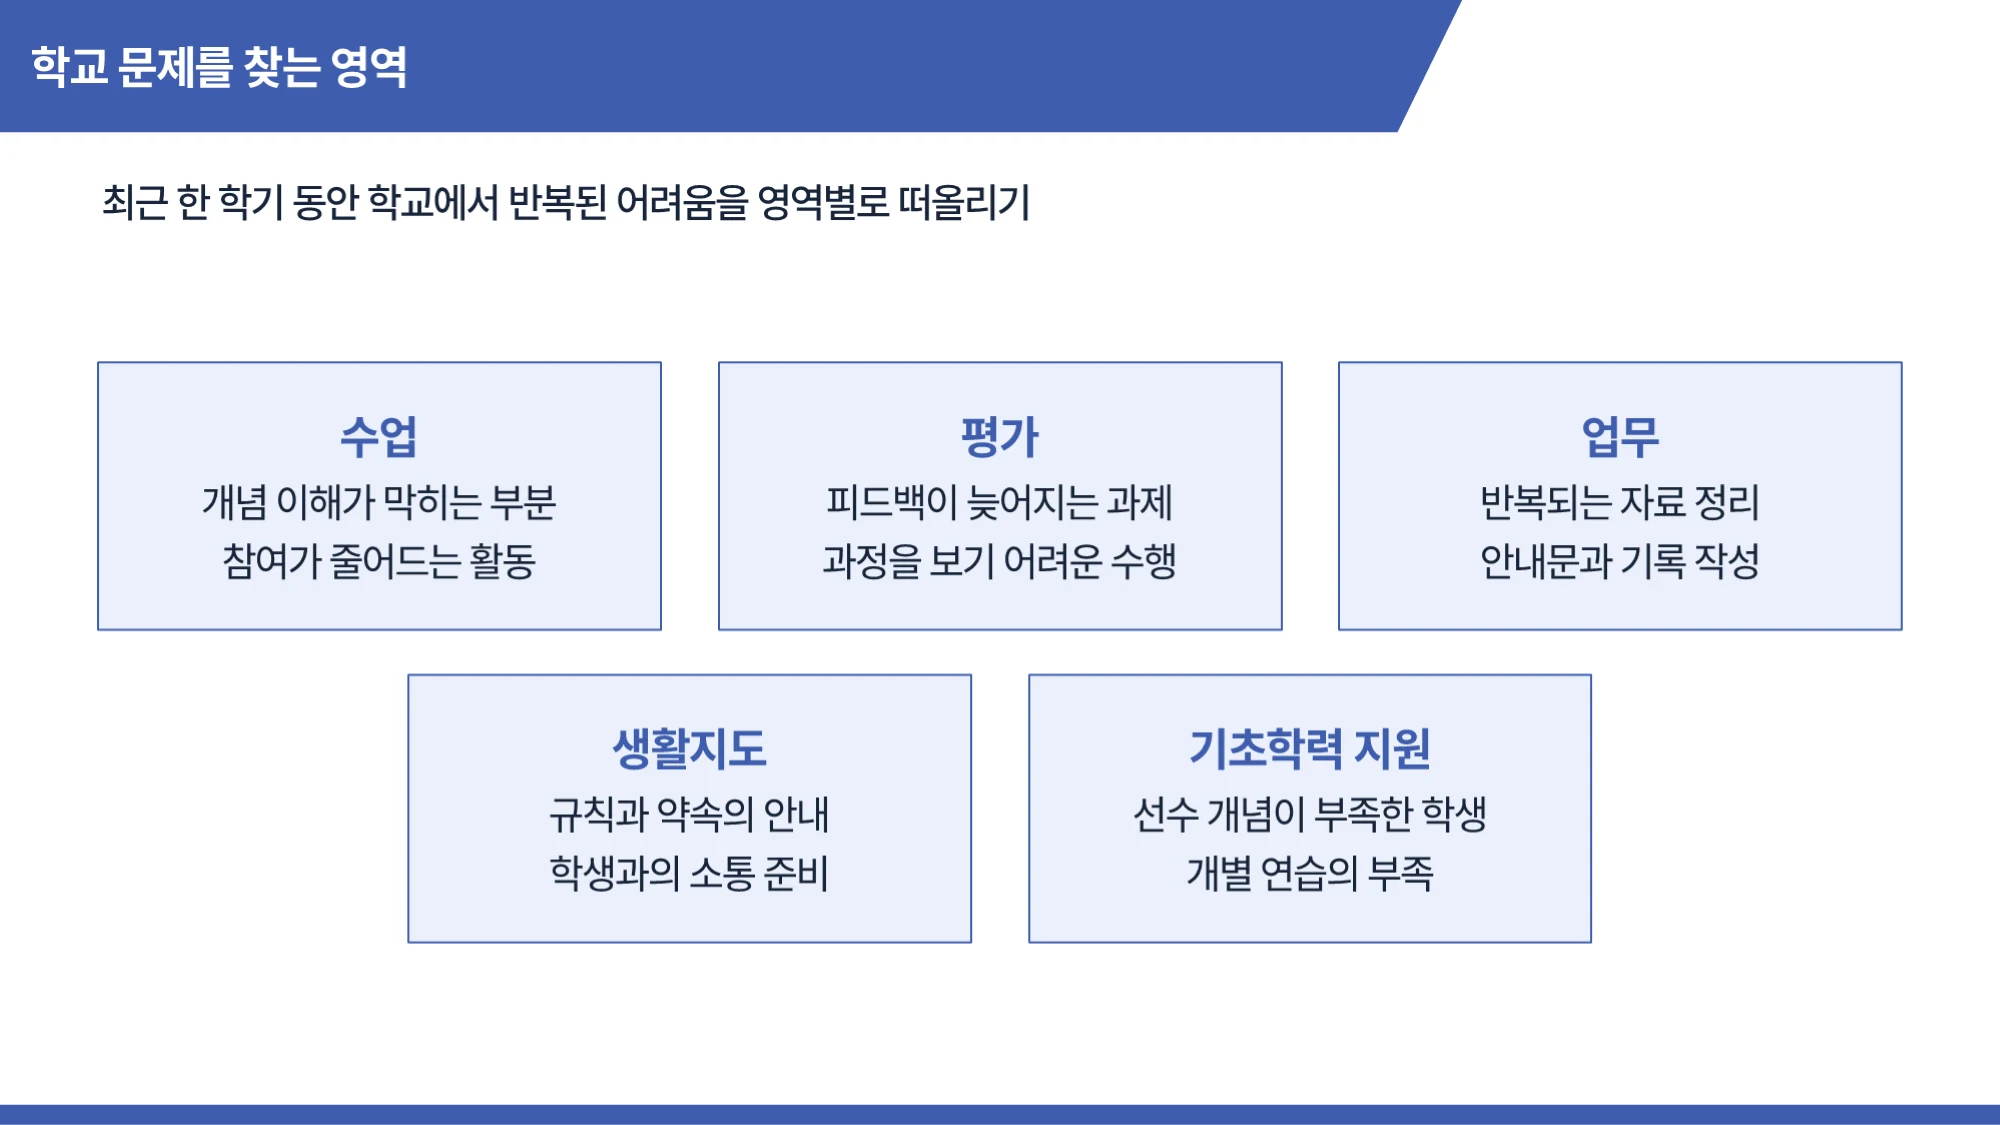 학교 문제를 찾는 영역
최근 한 학기 동안 학교에서 반복된 어려움을 영역별로 떠올리기
수업
개념 이해가 막히는 부분
참여가 줄어드는 활동
평가
피드백이 늦어지는 과제
과정을 보기 어려운 수행
업무
반복되는 자료 정리
안내문과 기록 작성
생활지도
규칙과 약속의 안내
학생과의 소통 준비
기초학력 지원
선수 개념이 부족한 학생
개별 연습의 부족